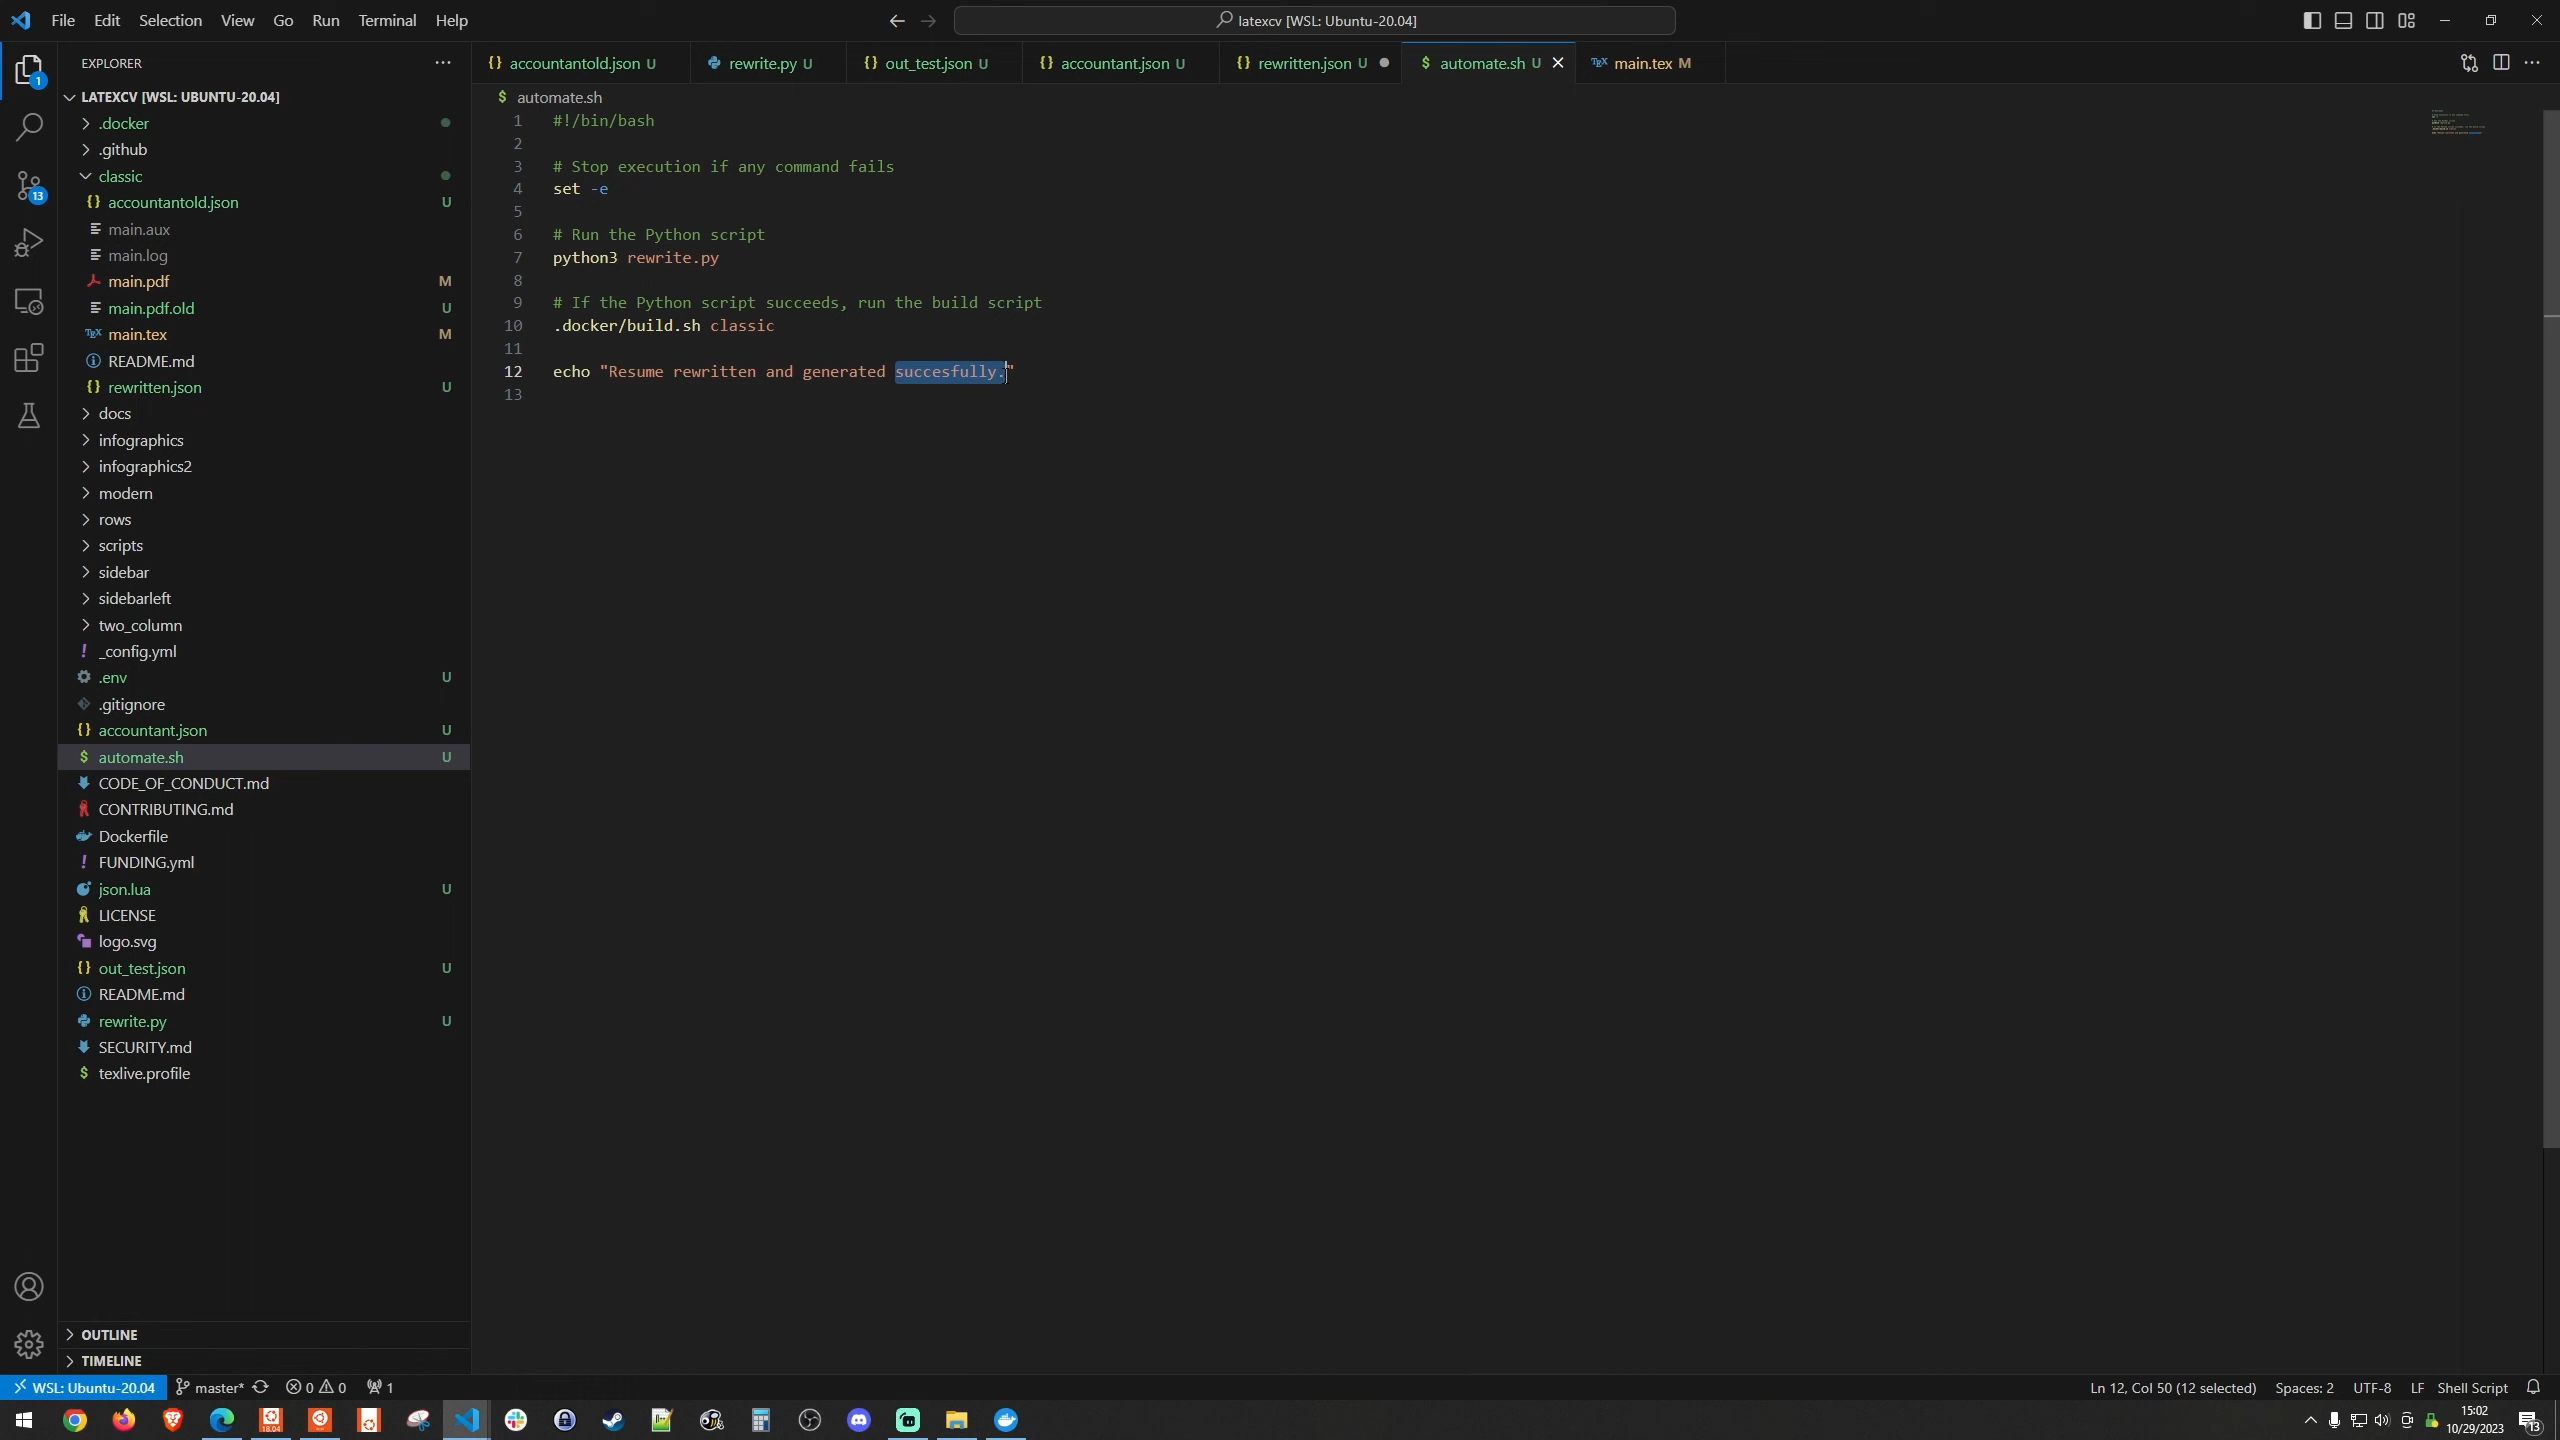 File Edit Selection View Go Run Terminal Help
latexcv [WSL: Ubuntu-20.04]
EXPLORER
accountantold.json U
rewrite.py U
out_test.json U
accountant.json U
rewritten.json U
automate.sh U
main.tex M
LATEXCV [WSL: UBUNTU-20.04]
.docker
.github
classic
accountantold.json U
main.aux
main.log
main.pdf M
main.pdf.old U
main.tex M
README.md
rewritten.json U
docs
infographics
infographics2
modern
rows
scripts
sidebar
sidebarleft
two_column
_config.yml
.env U
.gitignore
accountant.json U
automate.sh U
CODE_OF_CONDUCT.md
CONTRIBUTING.md
Dockerfile
FUNDING.yml
json.lua U
LICENSE
logo.svg
out_test.json U
README.md
rewrite.py U
SECURITY.md
texlive.profile
OUTLINE
TIMELINE
1
13
$ automate.sh
1 #!/bin/bash
2
3 # Stop execution if any command fails
4 set -e
5
6 # Run the Python script
7 python3 rewrite.py
8
9 # If the Python script succeeds, run the build script
10 .docker/build.sh classic
11
12 echo "Resume rewritten and generated succesfully."
13
WSL: Ubuntu-20.04 master* 0 0 1
Ln 12, Col 50 (12 selected) Spaces: 2 UTF-8 LF Shell Script
18.04
15:02
10/29/2023
13